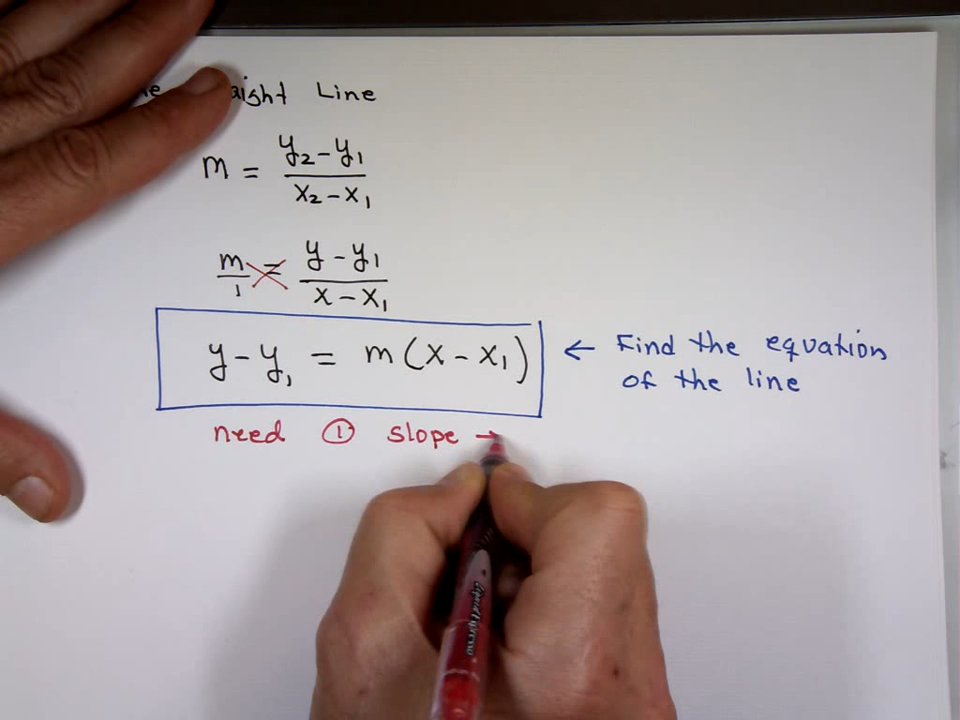 Line
m = y₂-y₁ / x₂-x₁
m/1 = y-y₁ / x-x₁
y-y₁ = m(x-x₁) ← Find the equation
of the line
need ① slope →